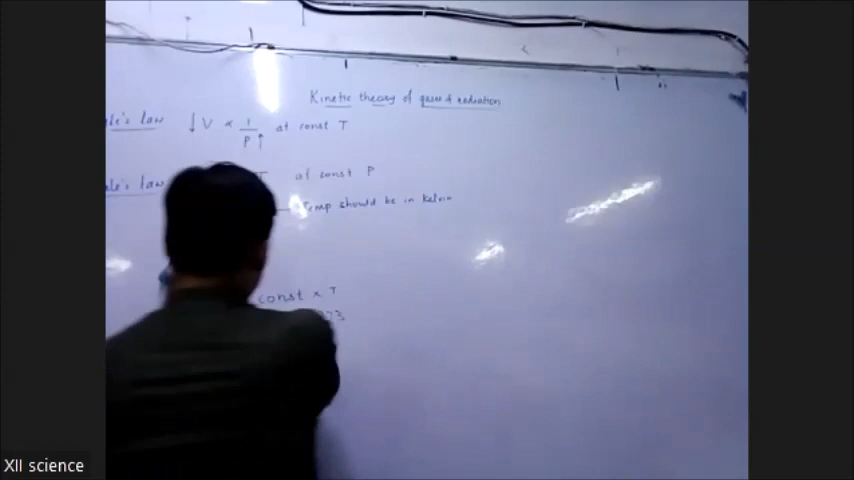 Kinetic theory of gases & radiation
le's law ↓V ∝ 1/P↑ at const T
le's law T at const P
Temp should be in kelvin
const × T
273
XII science